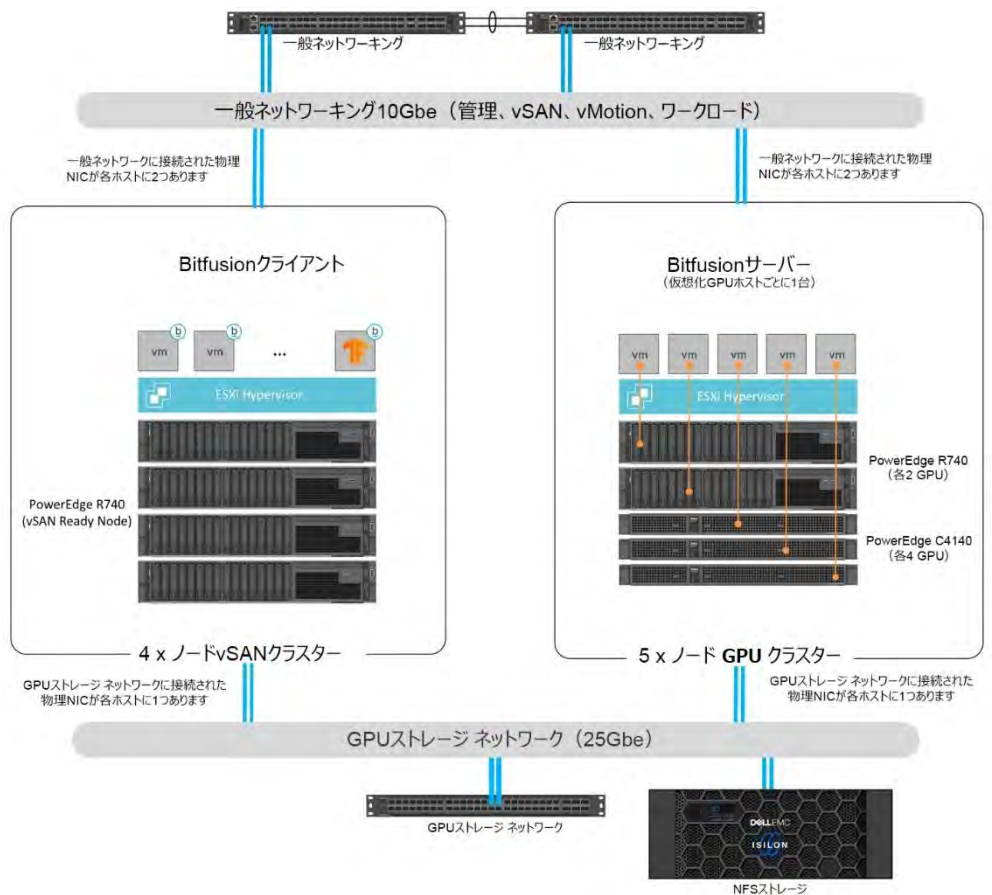 一般ネットワーキング
一般ネットワーキング
一般ネットワーキング10Gbe（管理、vSAN、vMotion、ワークロード）
一般ネットワークに接続された物理
NICが各ホストに2つあります
一般ネットワークに接続された物理
NICが各ホストに2つあります
Bitfusionクライアント
b
b
b
vm
vm
...
ESXi Hypervisor
PowerEdge R740
(vSAN Ready Node)
4 x ノードvSANクラスター
Bitfusionサーバー
（仮想化GPUホストごとに1台）
vm
vm
vm
vm
vm
ESXi Hypervisor
PowerEdge R740
（各2 GPU）
PowerEdge C4140
（各4 GPU）
5 x ノード GPU クラスター
GPUストレージ ネットワークに接続された
物理NICが各ホストに1つあります
GPUストレージ ネットワークに接続された
物理NICが各ホストに1つあります
GPUストレージ ネットワーク（25Gbe）
GPUストレージ ネットワーク
DELLEMC
ISILON
NFSストレージ